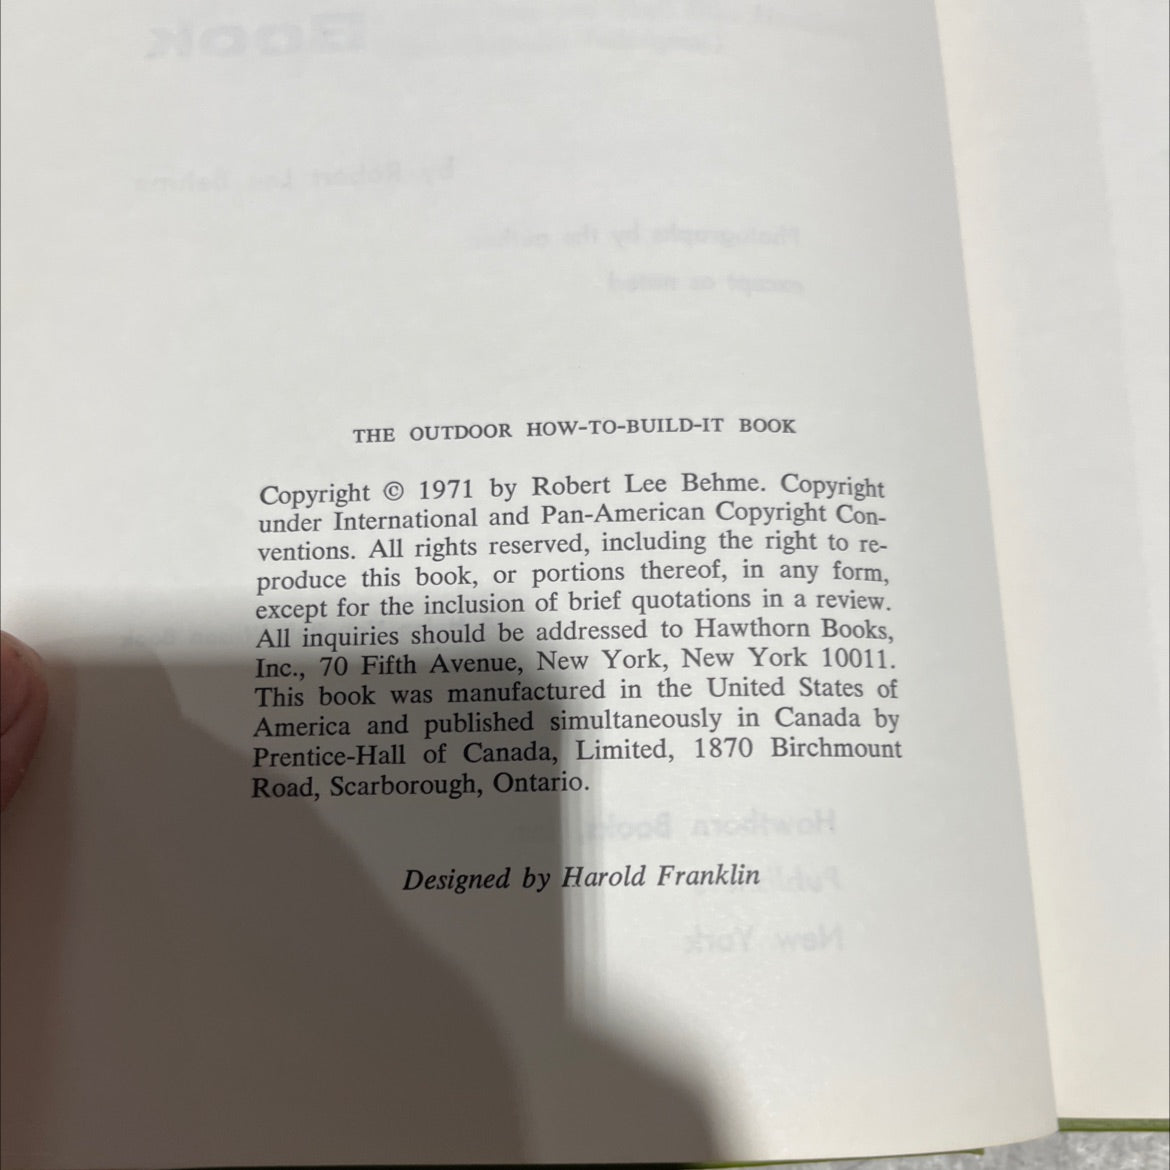 THE OUTDOOR HOW-TO-BUILD-IT BOOK
Copyright © 1971 by Robert Lee Behme. Copyright
under International and Pan-American Copyright Con-
ventions. All rights reserved, including the right to re-
produce this book, or portions thereof, in any form,
except for the inclusion of brief quotations in a review.
All inquiries should be addressed to Hawthorn Books,
Inc., 70 Fifth Avenue, New York, New York 10011.
This book was manufactured in the United States of
America and published simultaneously in Canada by
Prentice-Hall of Canada, Limited, 1870 Birchmount
Road, Scarborough, Ontario.
Designed by Harold Franklin